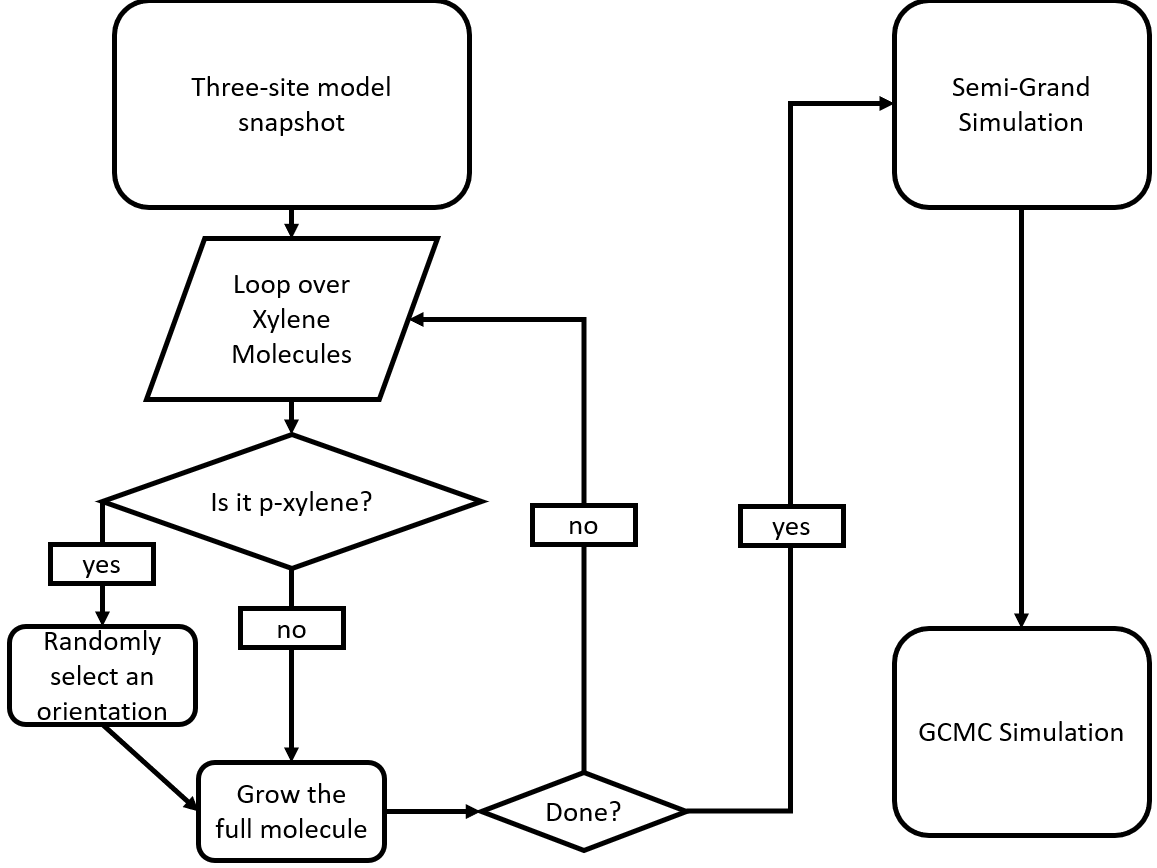 Three-site model
snapshot
Loop over
Xylene
Molecules
Is it p-xylene?
yes
no
Randomly
select an
orientation
Grow the
full molecule
Done?
no
yes
Semi-Grand
Simulation
GCMC Simulation